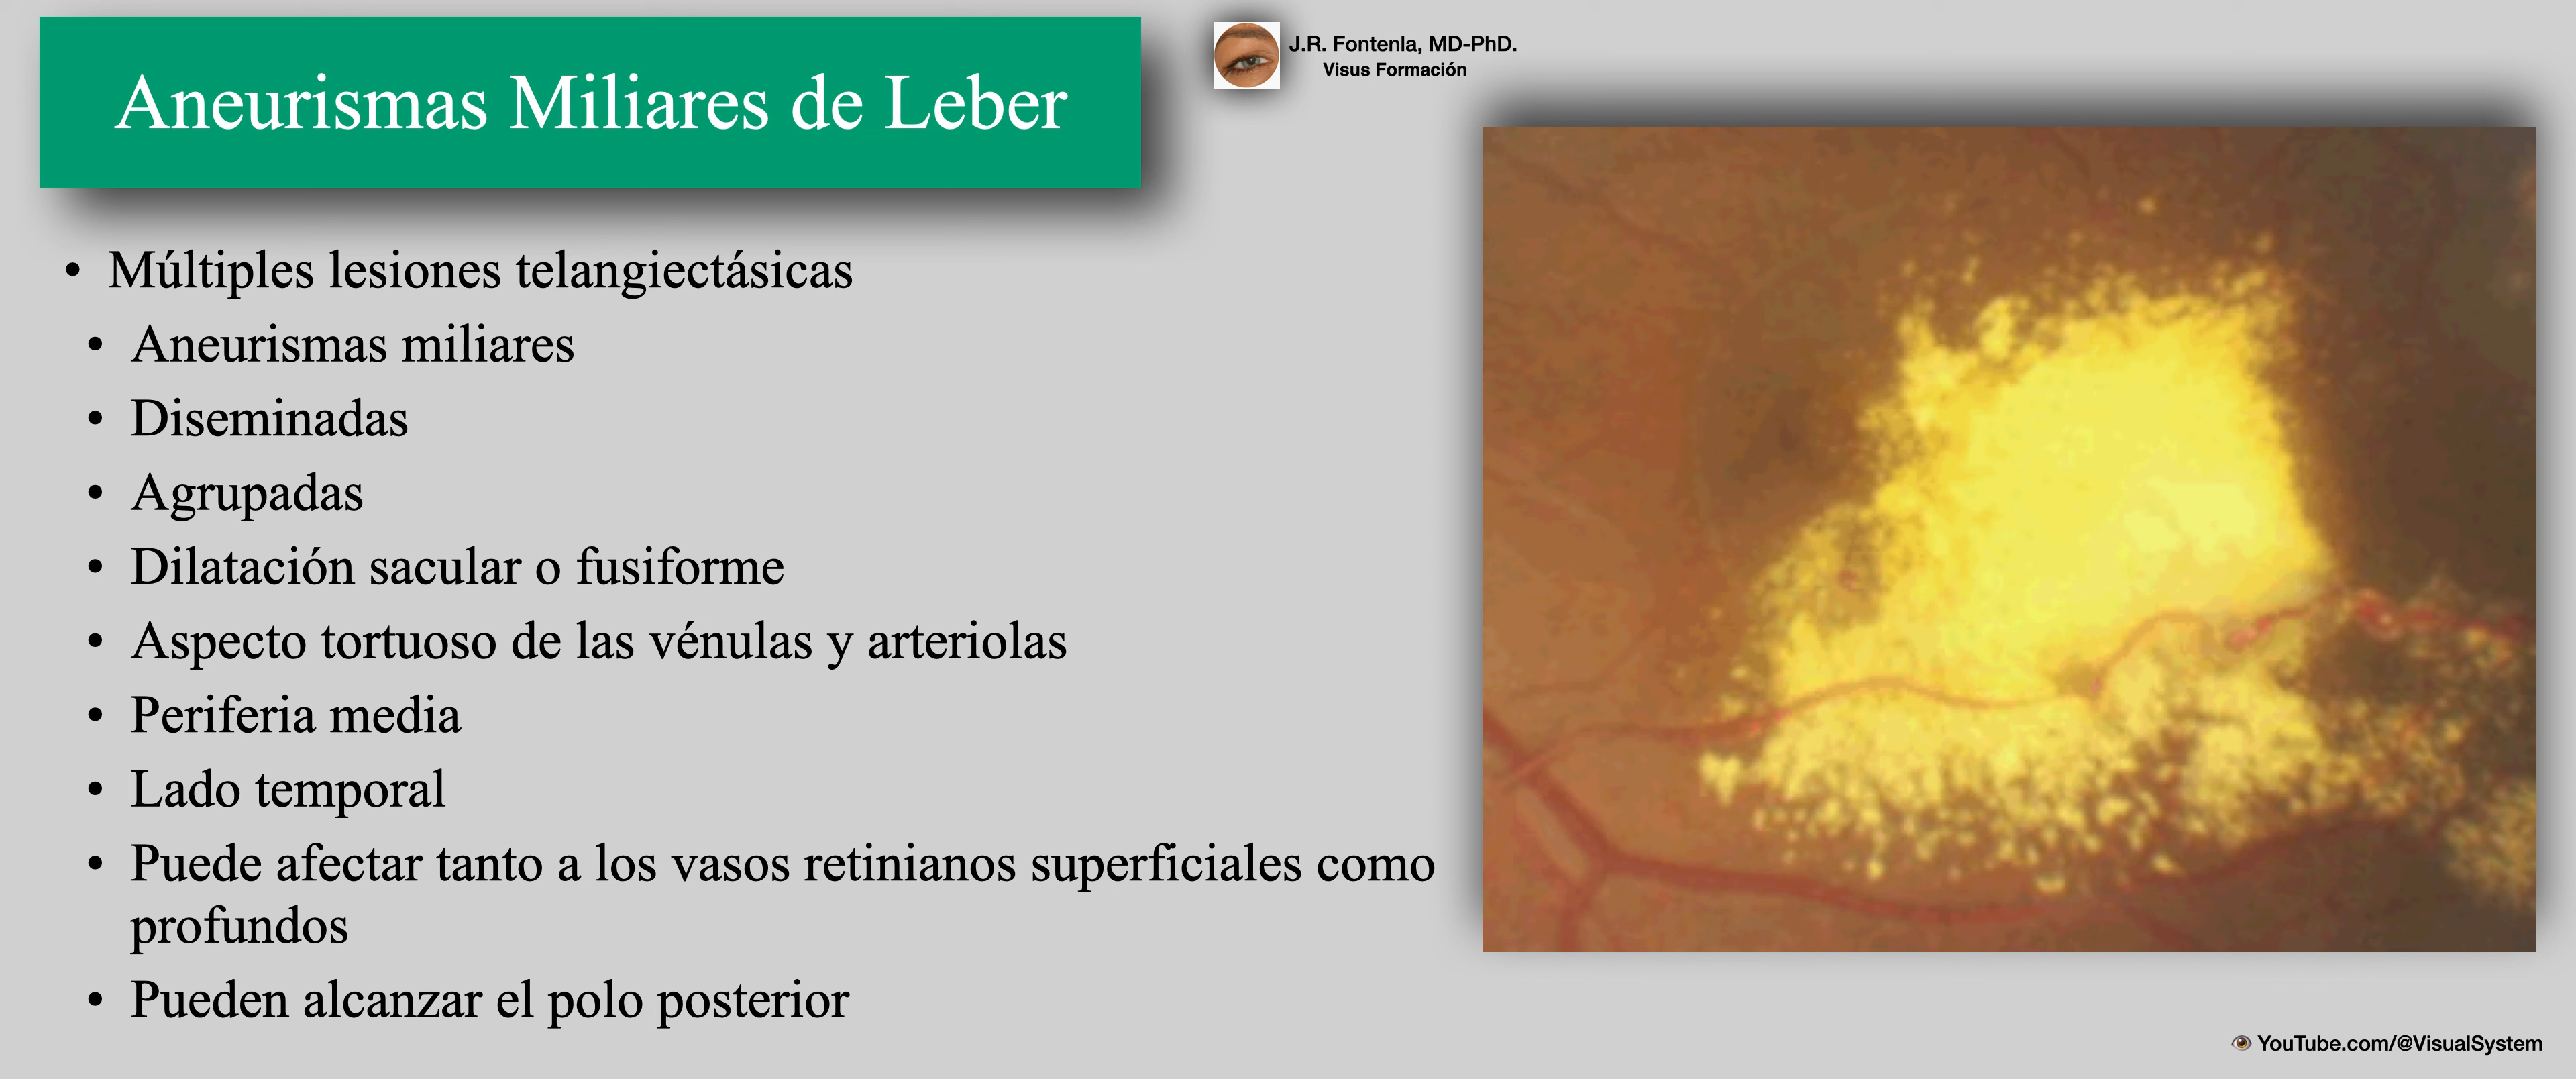 Aneurismas Miliares de Leber
J.R. Fontenla, MD-PhD.
Visus Formación
• Múltiples lesiones telangiectásicas
• Aneurismas miliares
• Diseminadas
• Agrupadas
• Dilatación sacular o fusiforme
• Aspecto tortuoso de las vénulas y arteriolas
• Periferia media
• Lado temporal
• Puede afectar tanto a los vasos retinianos superficiales como
profundos
• Pueden alcanzar el polo posterior
YouTube.com/@VisualSystem